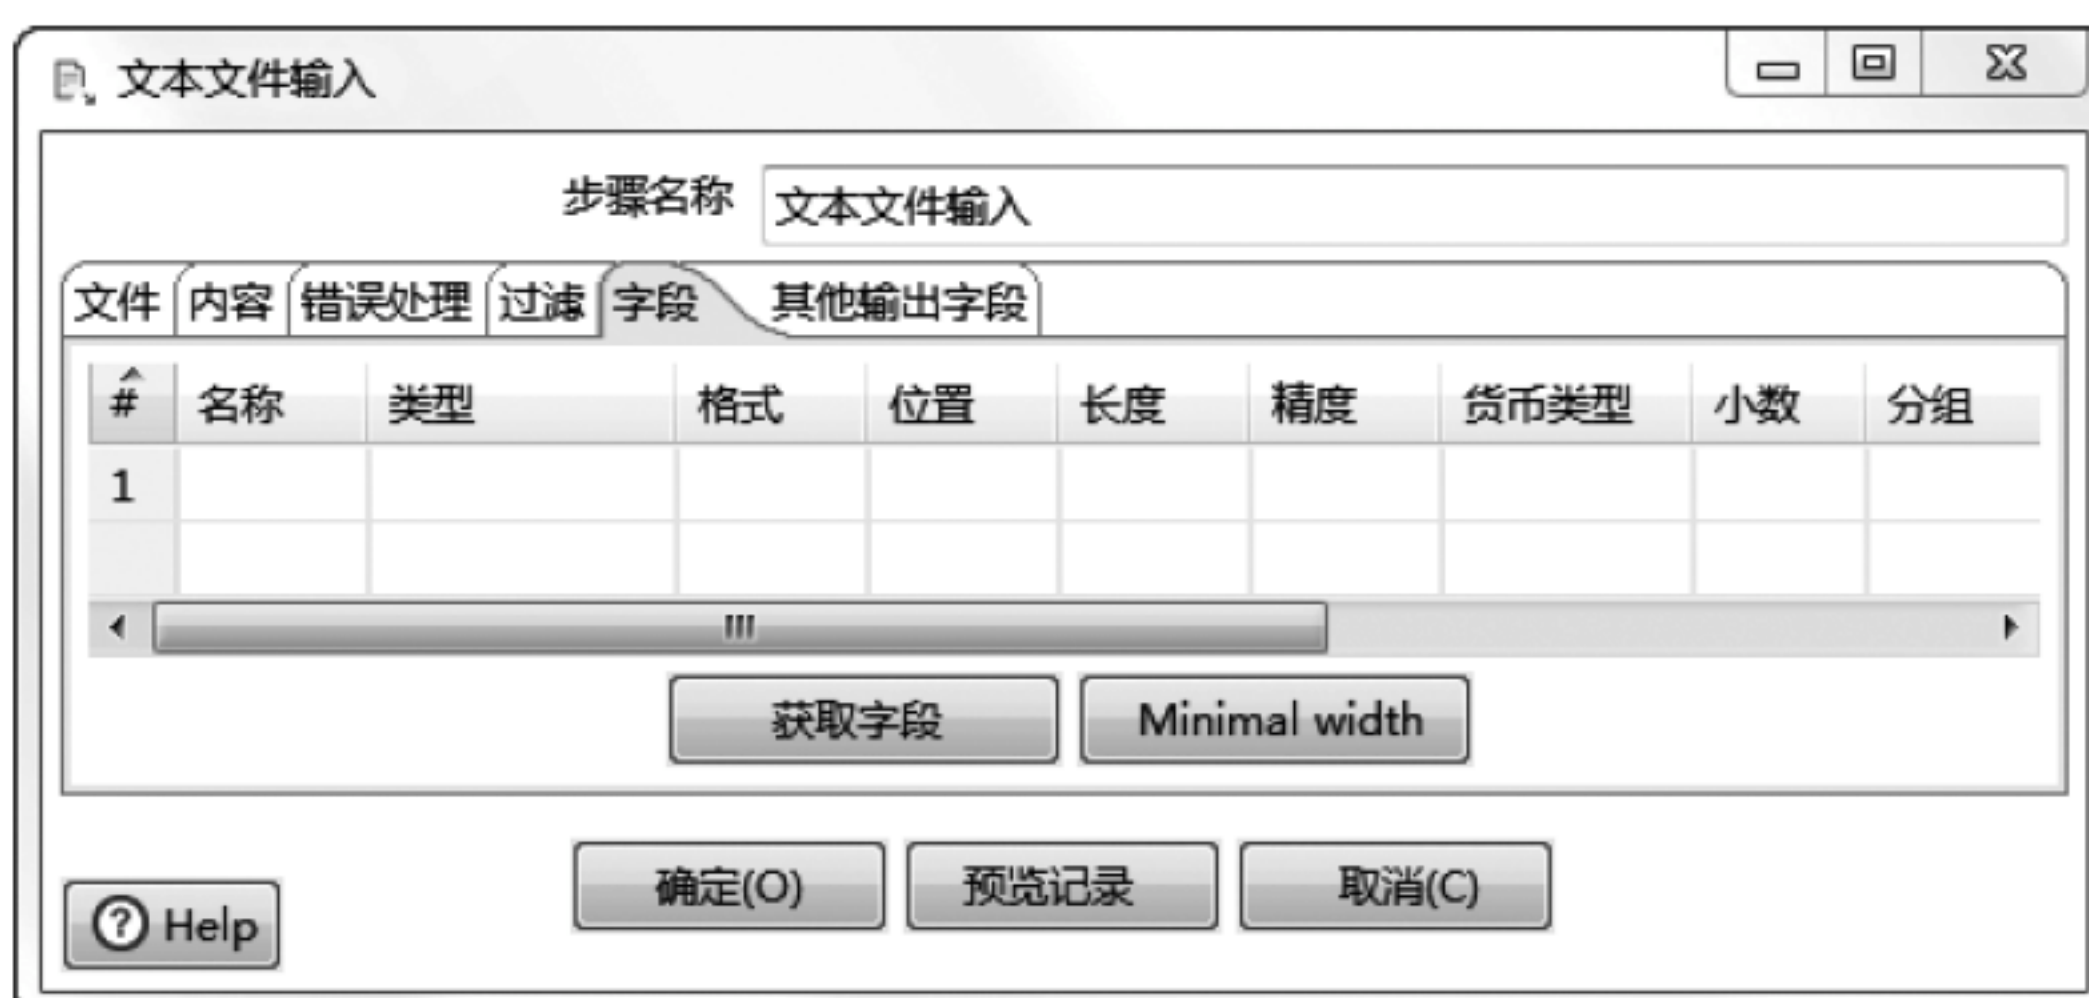 文本文件输入
步骤名称 文本文件输入
文件 内容 错误处理 过滤 字段 其他输出字段
# 名称 类型 格式 位置 长度 精度 货币类型 小数 分组
1
获取字段 Minimal width
确定(O) 预览记录 取消(C)
Help